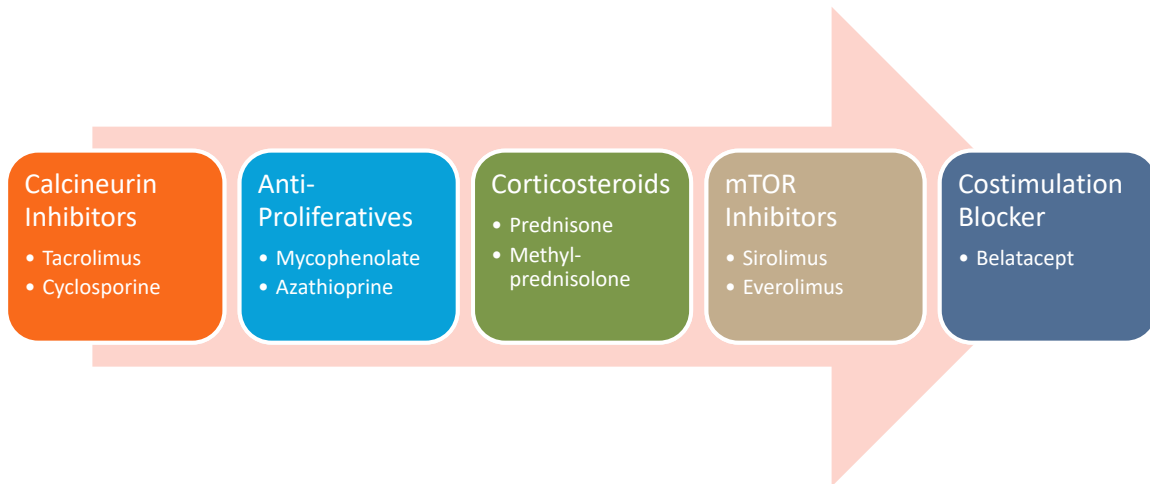 Calcineurin
Inhibitors
• Tacrolimus
• Cyclosporine
Anti-
Proliferatives
• Mycophenolate
• Azathioprine
Corticosteroids
• Prednisone
• Methyl-
prednisolone
mTOR
Inhibitors
• Sirolimus
• Everolimus
Costimulation
Blocker
• Belatacept